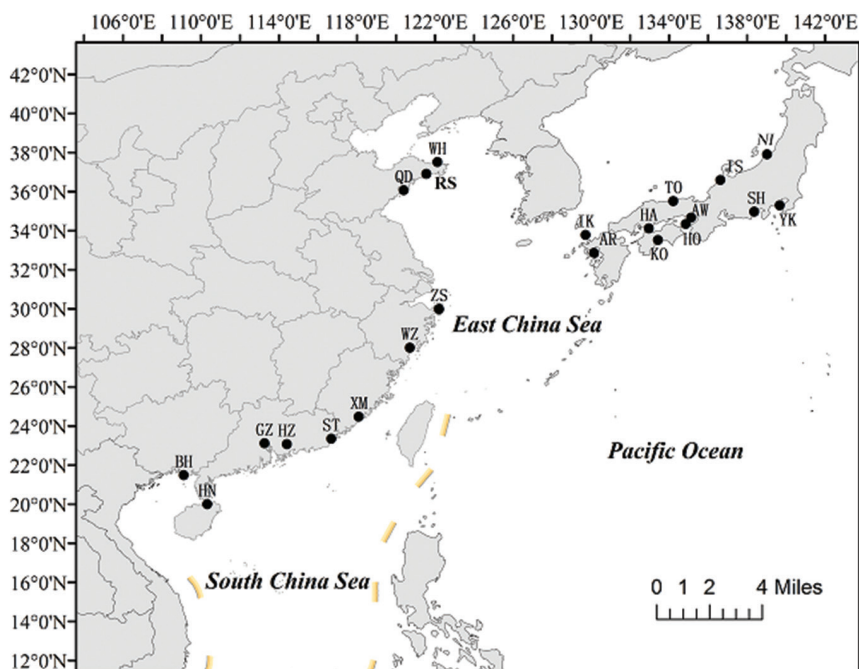 106°0'E 110°0'E 114°0'E 118°0'E 122°0'E 126°0'E 130°0'E 134°0'E 138°0'E 142°0'E
42°0'N
40°0'N
38°0'N
36°0'N
34°0'N
32°0'N
30°0'N
28°0'N
26°0'N
24°0'N
22°0'N
20°0'N
18°0'N
16°0'N
14°0'N
12°0'N
WH
QD
RS
NI
TO
SH
YK
HA
AW
IK
AR
KO
HO
ZS
East China Sea
WZ
XM
GZ HZ ST
Pacific Ocean
BH
HN
South China Sea
0 1 2 4 Miles